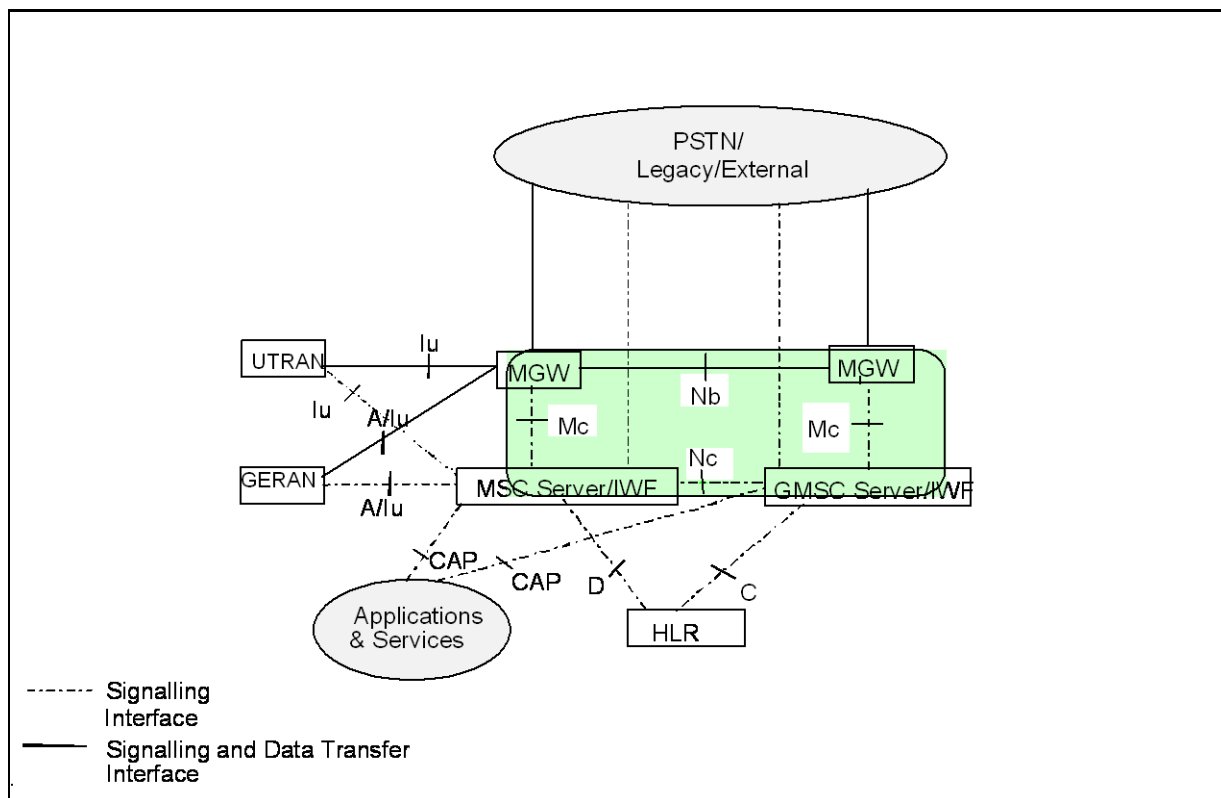 PSTN/
Legacy/External
Iu
UTRAN
MGW
MGW
Nb
Iu
A/Iu
Mc
Mc
Nc
GERAN
MSC Server/IWF
GMSC Server/IWF
A/Iu
CAP
CAP
D
C
Applications
& Services
HLR
Signalling
Interface
Signalling and Data Transfer
Interface